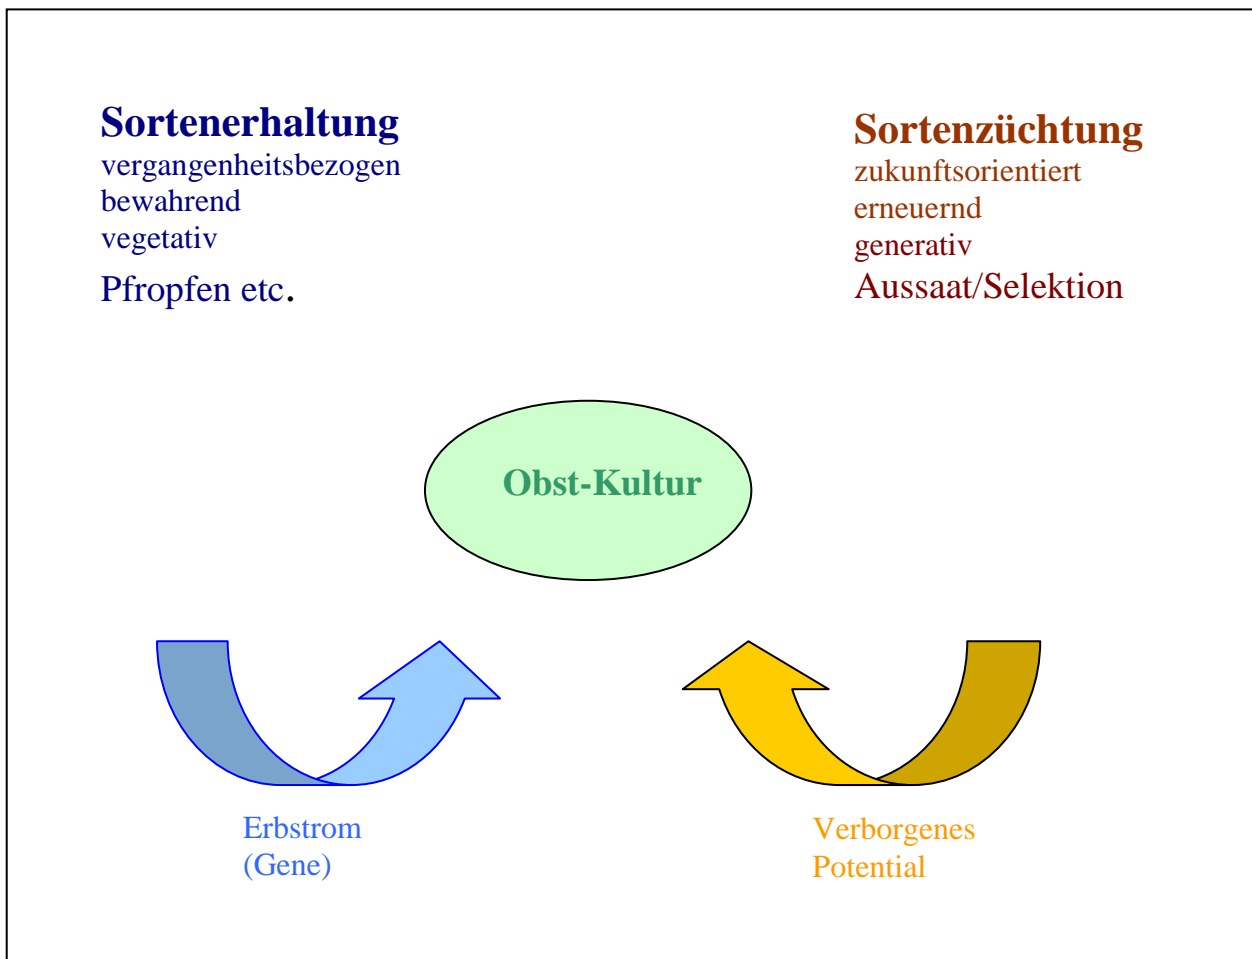 Sortenerhaltung
vergangenheitsbezogen
bewahrend
vegetativ
Pfropfen etc.
Sortenzüchtung
zukunftsorientiert
erneuernd
generativ
Aussaat/Selektion
Obst-Kultur
Erbstrom
(Gene)
Verborgenes
Potential